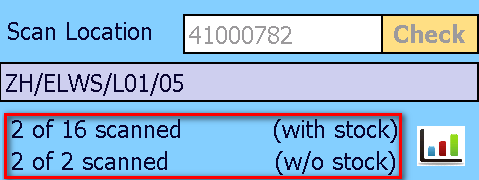 Scan Location 41000782 Check
ZH/ELWS/L01/05
2 of 16 scanned (with stock)
2 of 2 scanned (w/o stock)